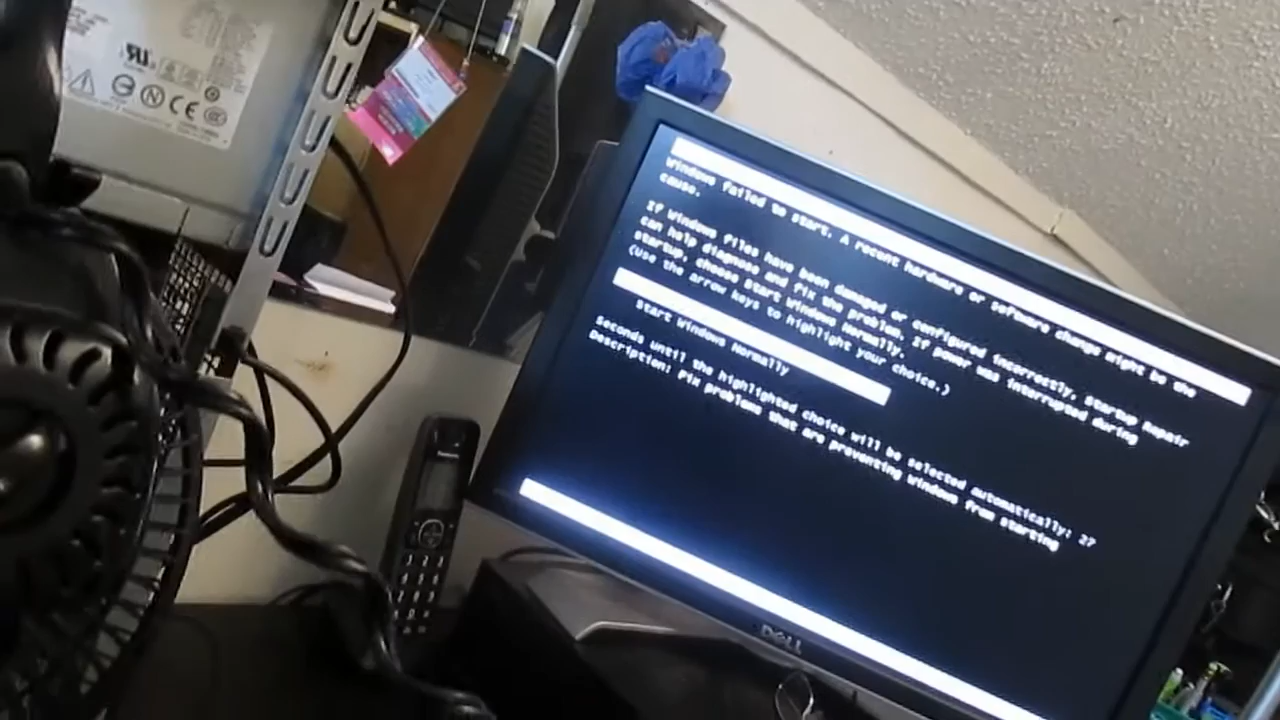 Windows failed to start. A recent hardware or software change might be the
cause.
If Windows files have been damaged or configured incorrectly, Startup Repair
can help diagnose and fix the problem. If power was interrupted during
startup, choose Start Windows Normally.
(Use the arrow keys to highlight your choice.)
Start Windows Normally
Seconds until the highlighted choice will be selected automatically: 27
Description: Fix problems that are preventing Windows from starting
DELL